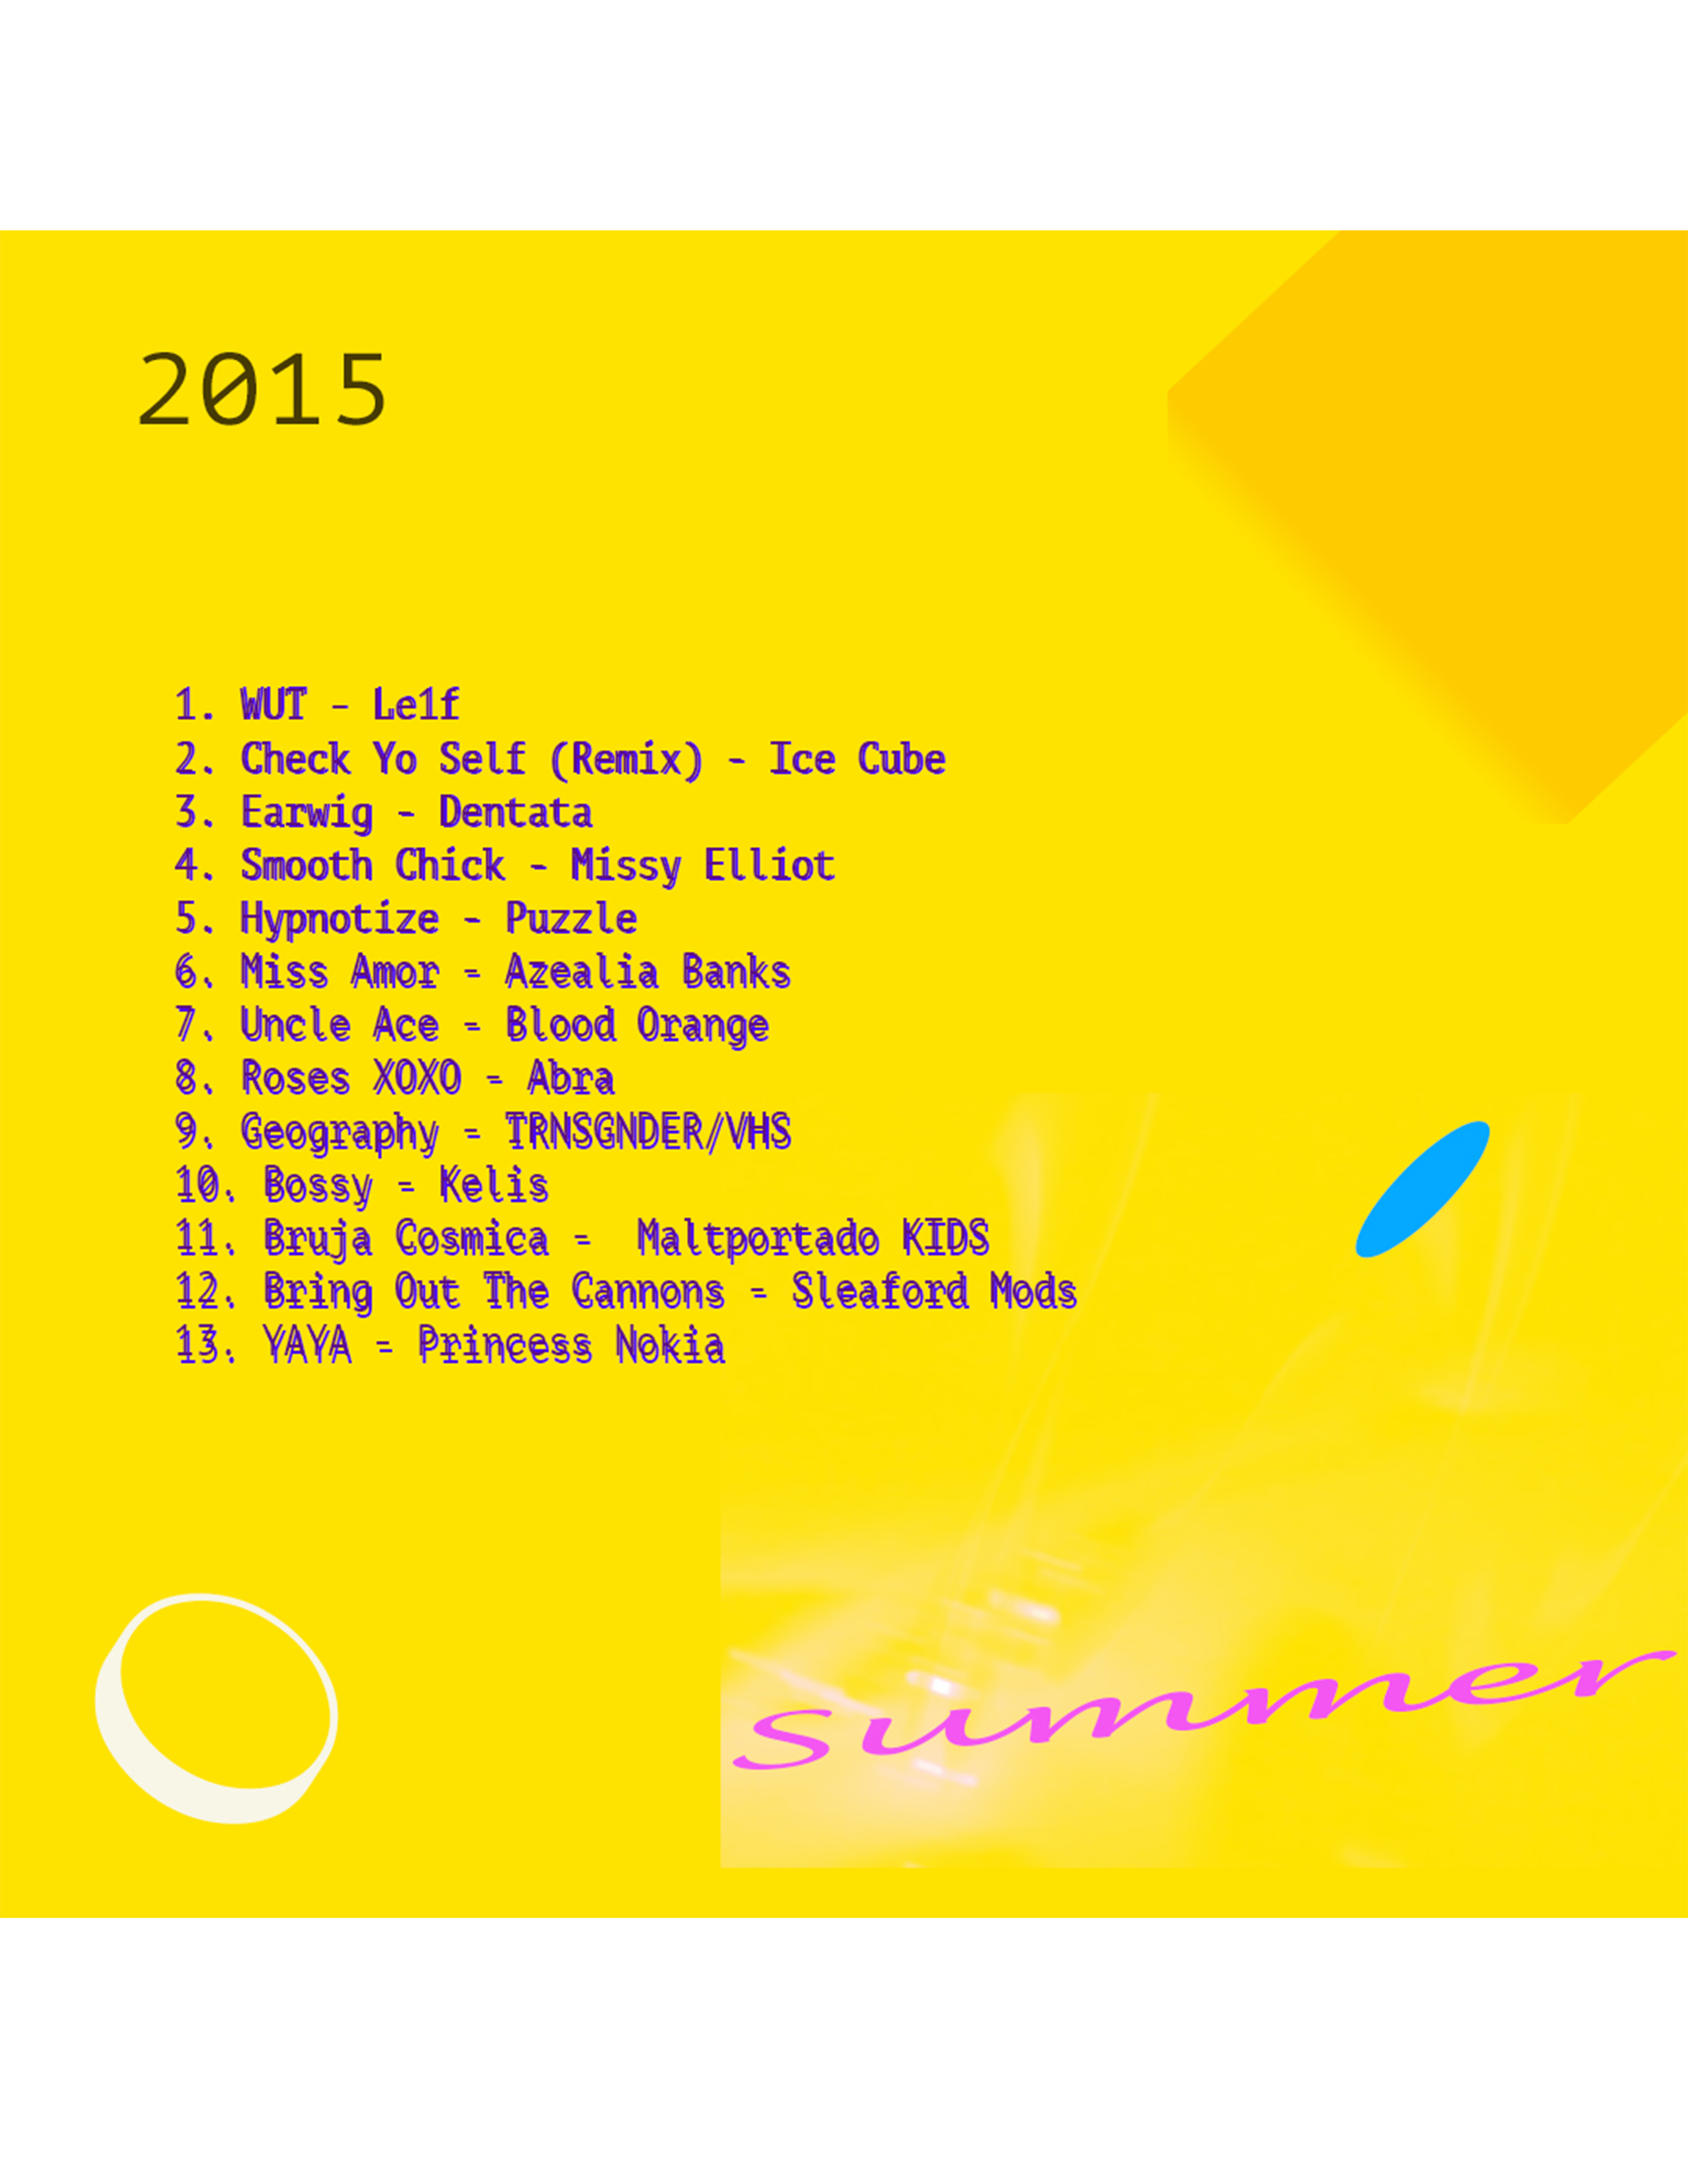 2015
1. WUT - Le1f
2. Check Yo Self (Remix) - Ice Cube
3. Earwig - Dentata
4. Smooth Chick - Missy Elliot
5. Hypnotize - Puzzle
6. Miss Amor - Azealia Banks
7. Uncle Ace - Blood Orange
8. Roses XOXO - Abra
9. Geography - TRNSGNDER/VHS
10. Bossy - Kelis
11. Bruja Cosmica -  Maltportado KIDS
12. Bring Out The Cannons - Sleaford Mods
13. YAYA - Princess Nokia
summer